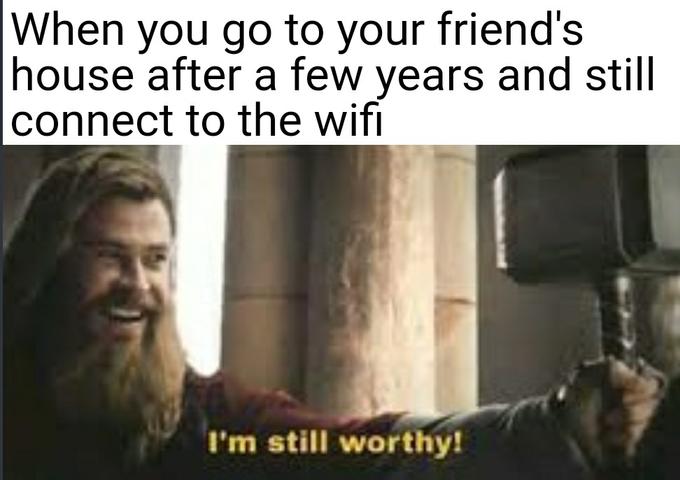 When you go to your friend's
house after a few years and still
connect to the wifi
I'm still worthy!